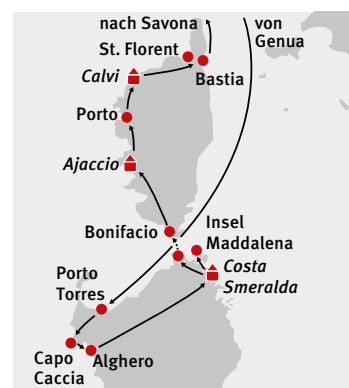 nach Savona
von
Genua
St. Florent
Calvi
Bastia
Porto
Ajaccio
Bonifacio
Insel
Maddalena
Costa
Smeralda
Porto
Torres
Capo
Caccia
Alghero